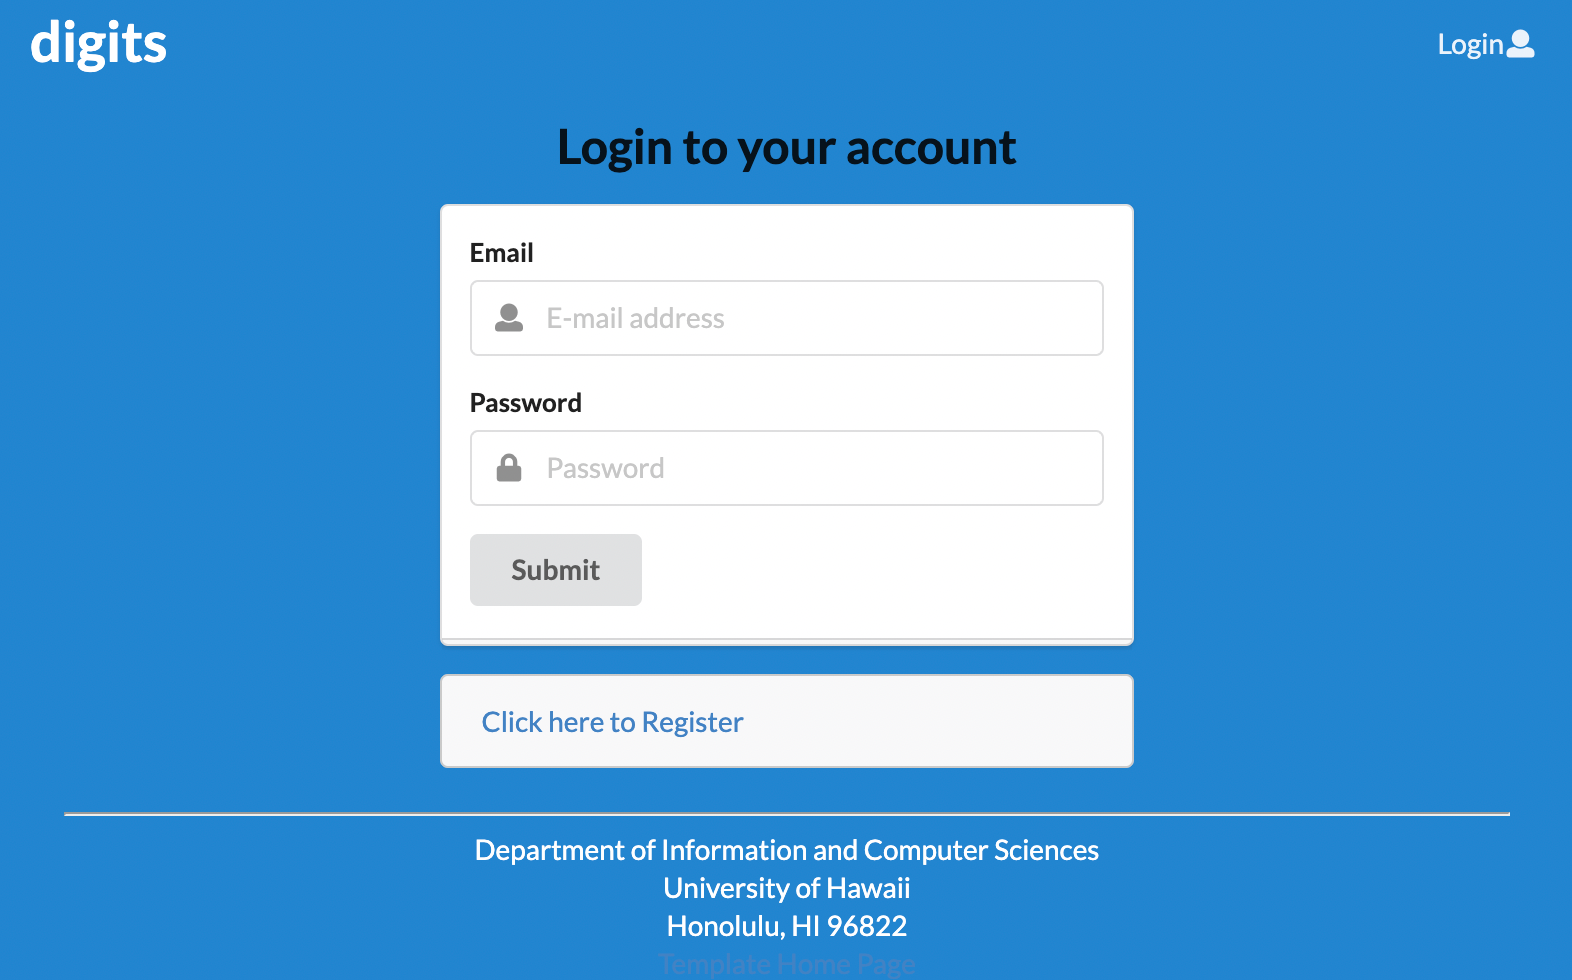 digits
Login
Login to your account
Email
E-mail address
Password
Password
Submit
Click here to Register
Department of Information and Computer Sciences
University of Hawaii
Honolulu, HI 96822
Template Home Page